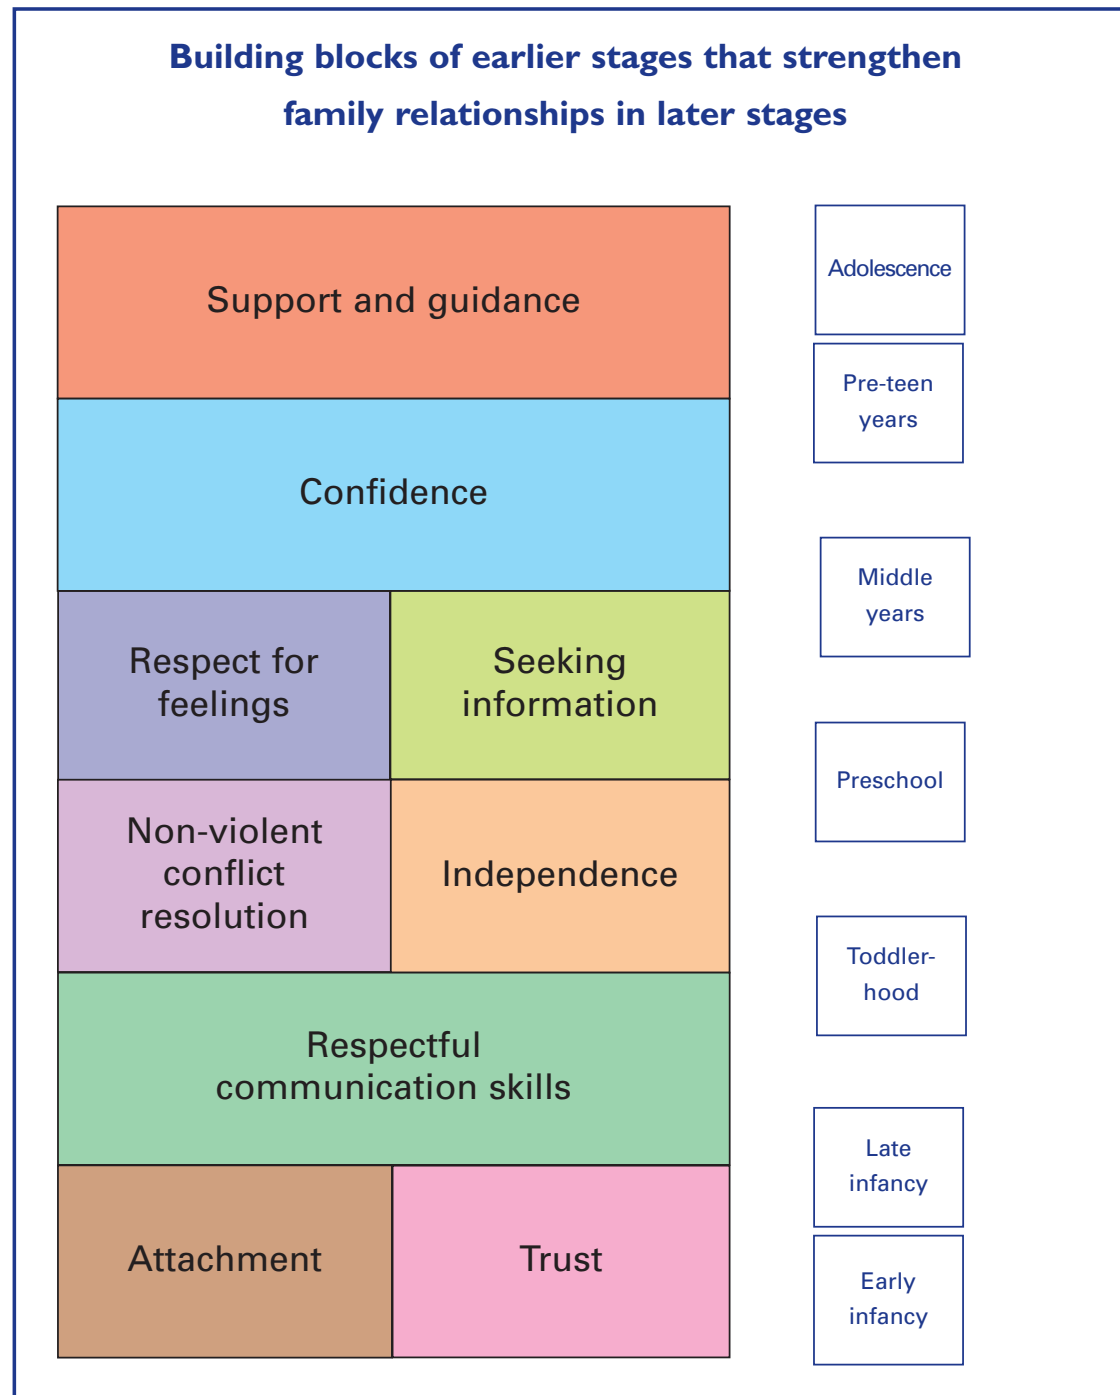 Building blocks of earlier stages that strengthen
family relationships in later stages
Support and guidance
Confidence
Respect for
feelings
Seeking
information
Non-violent
conflict
resolution
Independence
Respectful
communication skills
Attachment
Trust
Adolescence
Pre-teen
years
Middle
years
Preschool
Toddler-
hood
Late
infancy
Early
infancy